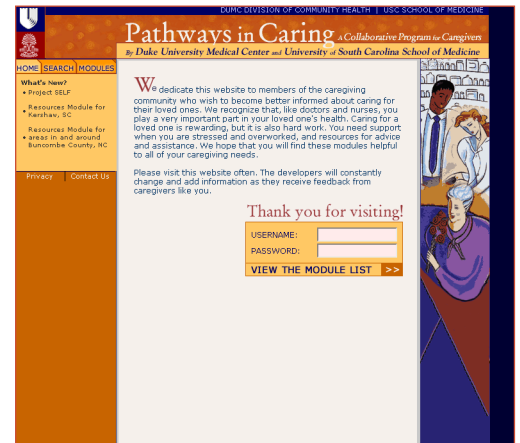 DUMC DIVISION OF COMMUNITY HEALTH | USC SCHOOL OF MEDICINE
Pathways in Caring A Collaborative Program for Caregivers
By Duke University Medical Center and University of South Carolina School of Medicine
HOME SEARCH MODULES
What's New?
• Project SELF
• Resources Module for
Kershaw, SC
• Resources Module for
areas in and around
Buncombe County, NC
Privacy | Contact Us
We dedicate this website to members of the caregiving
community who wish to become better informed about caring for
their loved ones. We recognize that, like doctors and nurses, you
play a very important part in your loved one's health. Caring for a
loved one is rewarding, but it is also hard work. You need support
when you are stressed and overworked, and resources for advice
and assistance. We hope that you will find these modules helpful
to all of your caregiving needs.
Please visit this website often. The developers will constantly
change and add information as they receive feedback from
caregivers like you.
Thank you for visiting!
USERNAME:
PASSWORD:
VIEW THE MODULE LIST >>